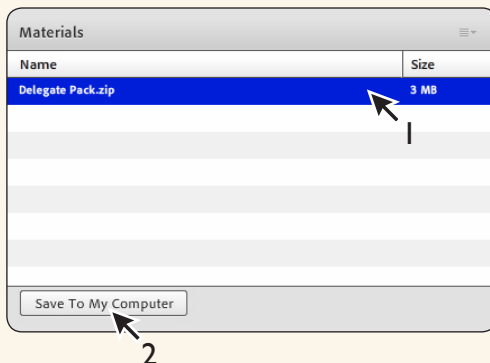 Materials
Name Size
Delegate Pack.zip 3 MB
1
Save To My Computer
2